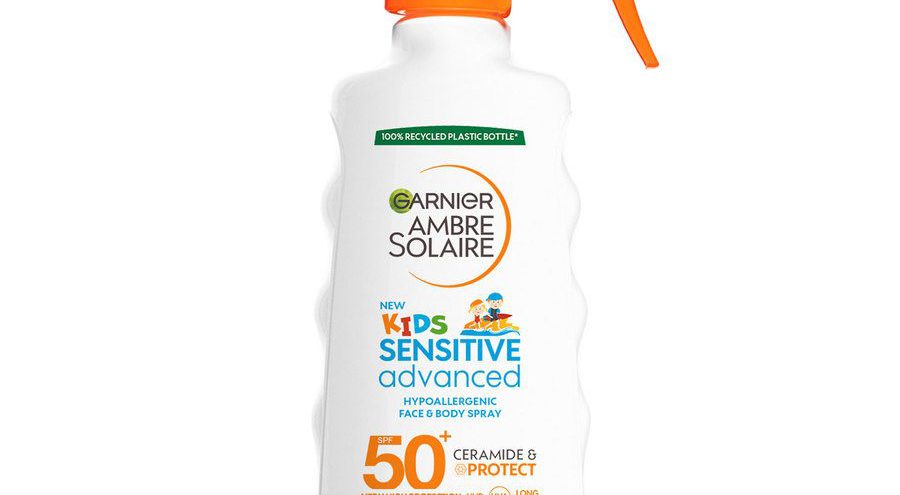 100% RECYCLED PLASTIC BOTTLE*
GARNIER
AMBRE
SOLAIRE
NEW
KIDS
SENSITIVE
advanced
HYPOALLERGENIC
FACE & BODY SPRAY
SPF
50+
CERAMIDE &
PROTECT
LONG